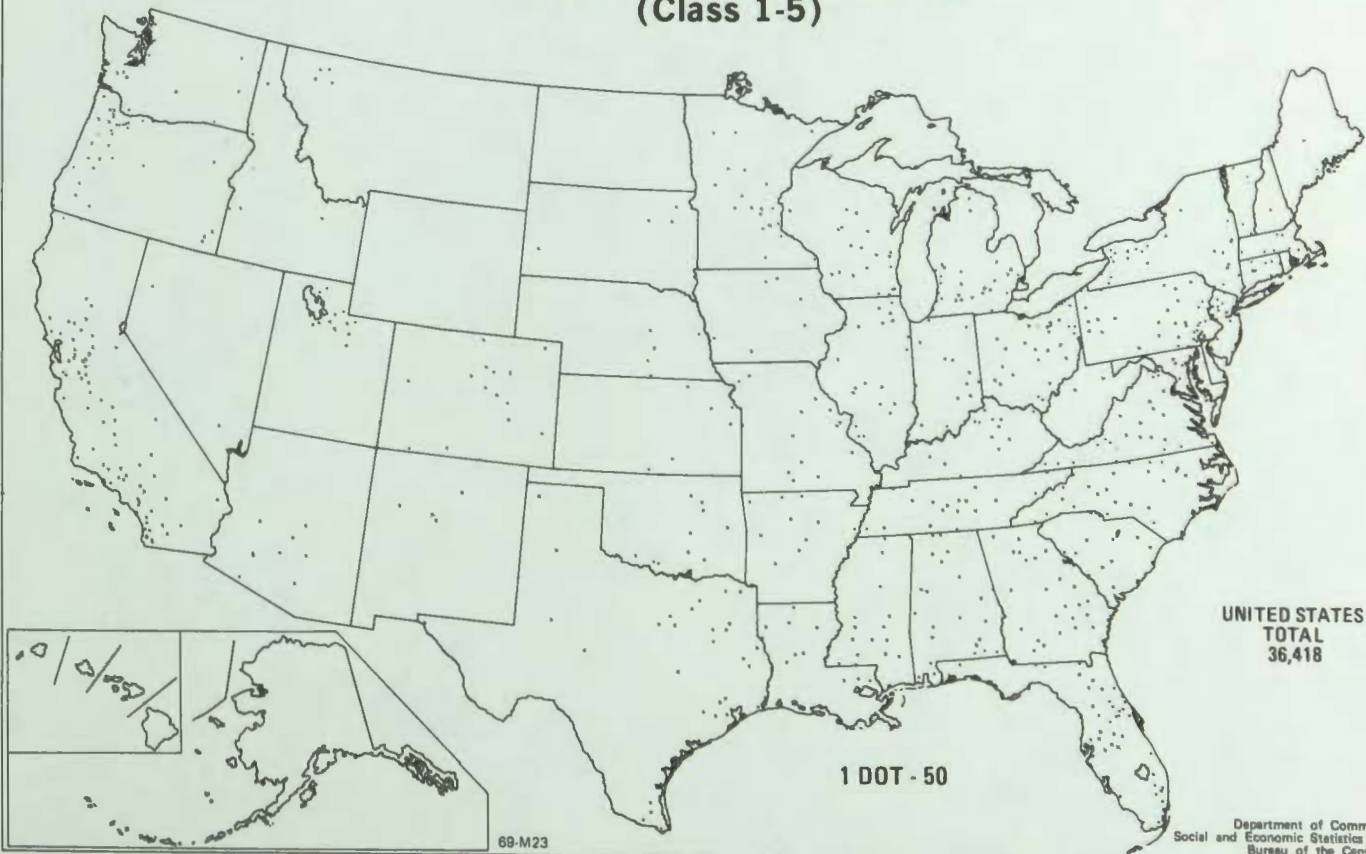 (Class 1-5)
UNITED STATES
TOTAL
36,418
1 DOT - 50
69-M23
Department of Comm
Social and Economic Statistics
Bureau of the Cen